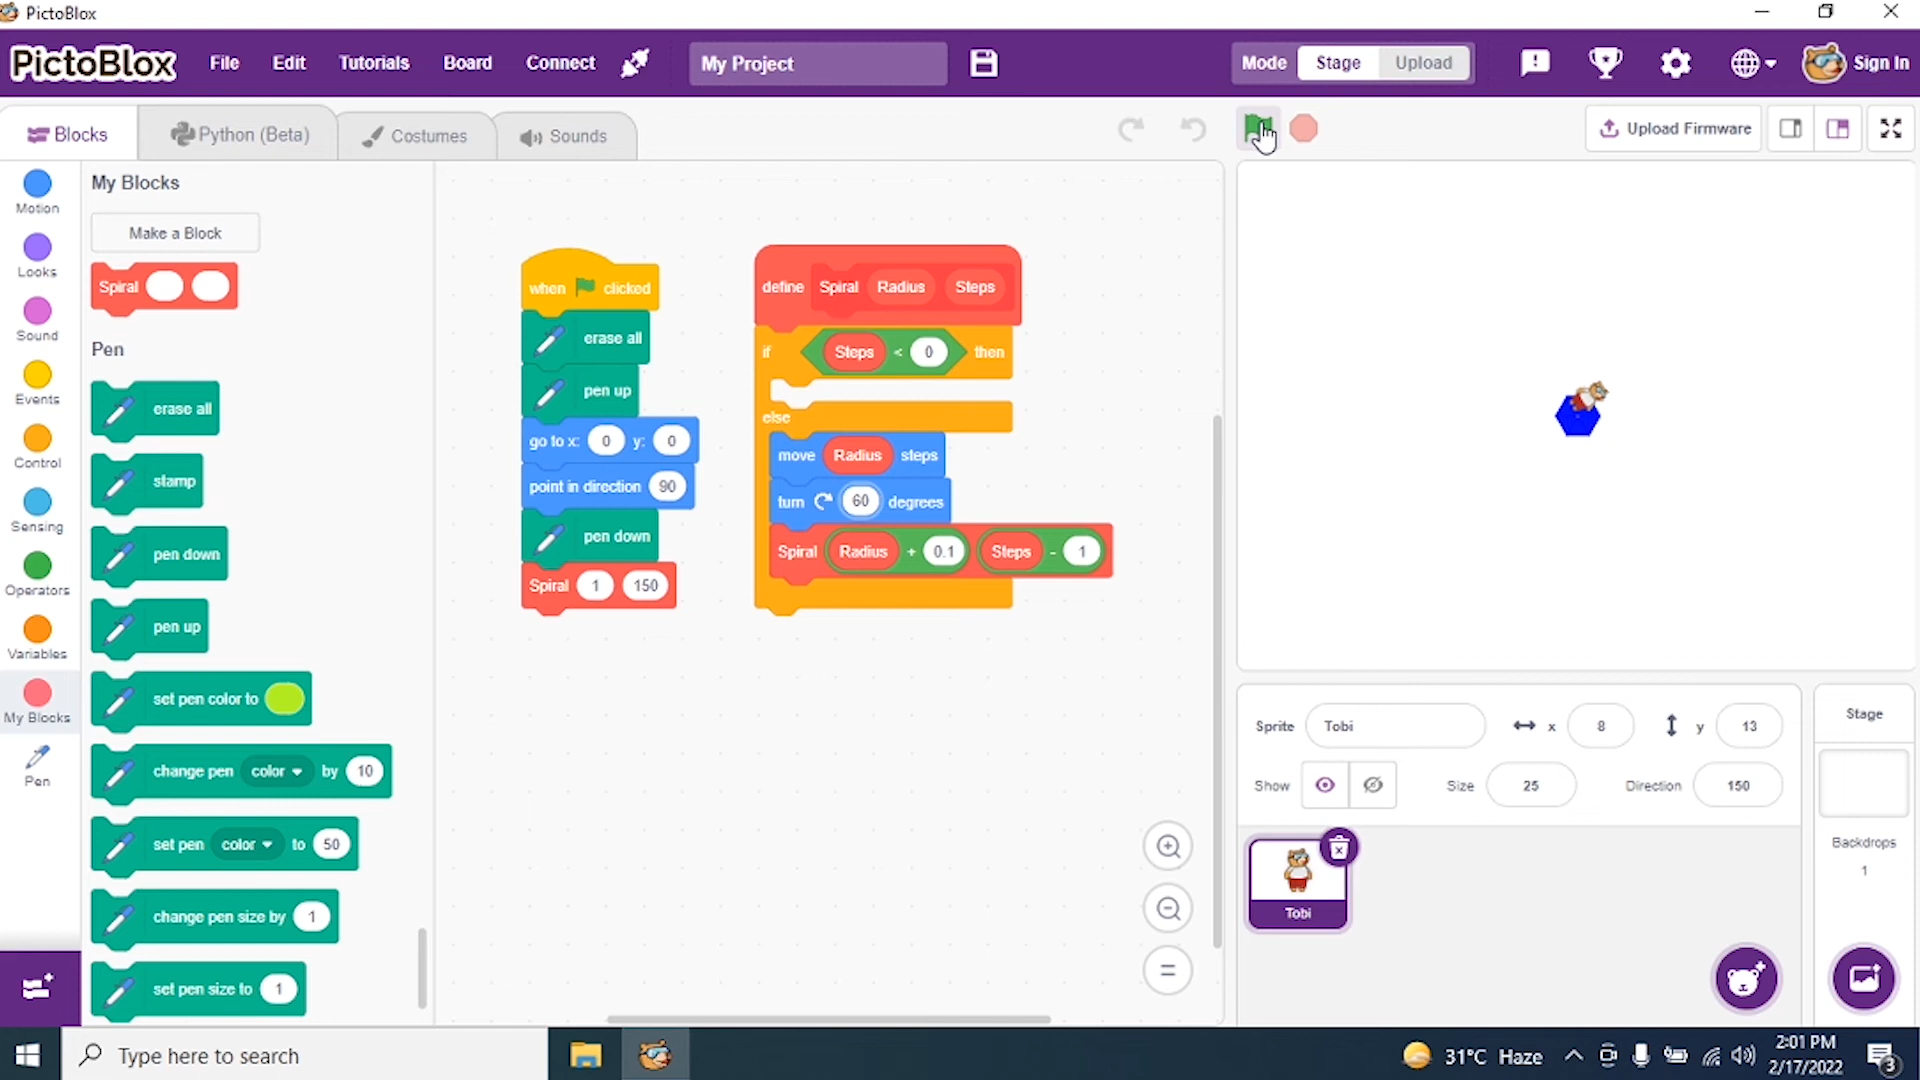 PictoBlox
PictoBlox File Edit Tutorials Board Connect My Project Mode Stage Upload Sign In
Blocks Python (Beta) Costumes Sounds Upload Firmware
Motion
Looks
Sound
Events
Control
Sensing
Operators
Variables
My Blocks
Pen
My Blocks
Make a Block
Spiral
Pen
erase all
stamp
pen down
pen up
set pen color to
change pen color by 10
set pen color to 50
change pen size by 1
set pen size to 1
when clicked
erase all
pen up
go to x: 0 y: 0
point in direction 90
pen down
Spiral 1 150
define Spiral Radius Steps
if Steps < 0 then
else
move Radius steps
turn 60 degrees
Spiral Radius + 0.1 Steps - 1
Sprite Tobi x 8 y 13
Show Size 25 Direction 150
Tobi
Stage
Backdrops
1
Type here to search
31°C Haze
2:01 PM
2/17/2022
3